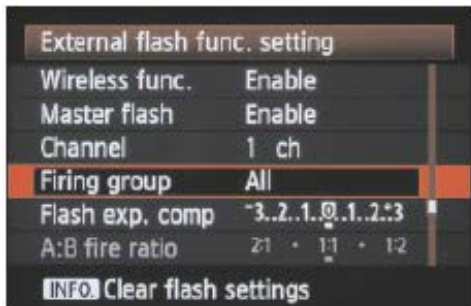 External flash func. setting
Wireless func. Enable
Master flash Enable
Channel 1 ch
Firing group All
Flash exp. comp -3..2..1..0..1..2..+3
A:B fire ratio 2:1 · 1:1 · 1:2
INFO. Clear flash settings